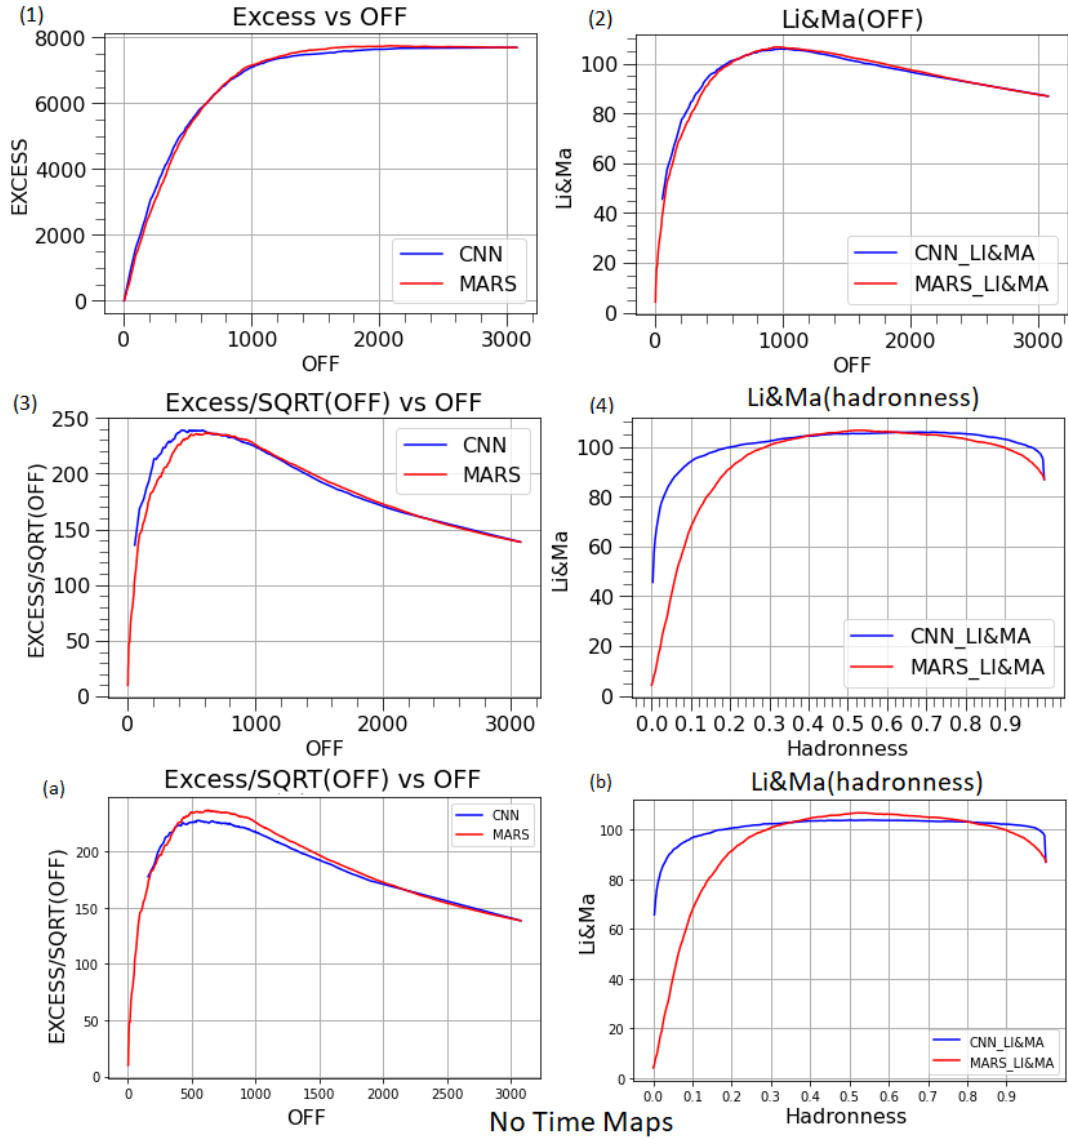 (1) Excess vs OFF
8000
6000
4000
2000
0
EXCESS
CNN
MARS
0 1000 2000 3000
OFF
(2) Li&Ma(OFF)
100
80
60
40
20
0
Li&Ma
CNN_LI&MA
MARS_LI&MA
0 1000 2000 3000
OFF
(3) Excess/SQRT(OFF) vs OFF
250
200
150
100
50
0
EXCESS/SQRT(OFF)
CNN
MARS
0 1000 2000 3000
OFF
(4) Li&Ma(hadronness)
100
80
60
40
20
0
Li&Ma
CNN_LI&MA
MARS_LI&MA
0.0 0.1 0.2 0.3 0.4 0.5 0.6 0.7 0.8 0.9
Hadronness
(a) Excess/SQRT(OFF) vs OFF
200
150
100
50
0
EXCESS/SQRT(OFF)
CNN
MARS
0 500 1000 1500 2000 2500 3000
OFF
(b) Li&Ma(hadronness)
100
80
60
40
20
0
Li&Ma
CNN_LI&MA
MARS_LI&MA
0.0 0.1 0.2 0.3 0.4 0.5 0.6 0.7 0.8 0.9
Hadronness
No Time Maps